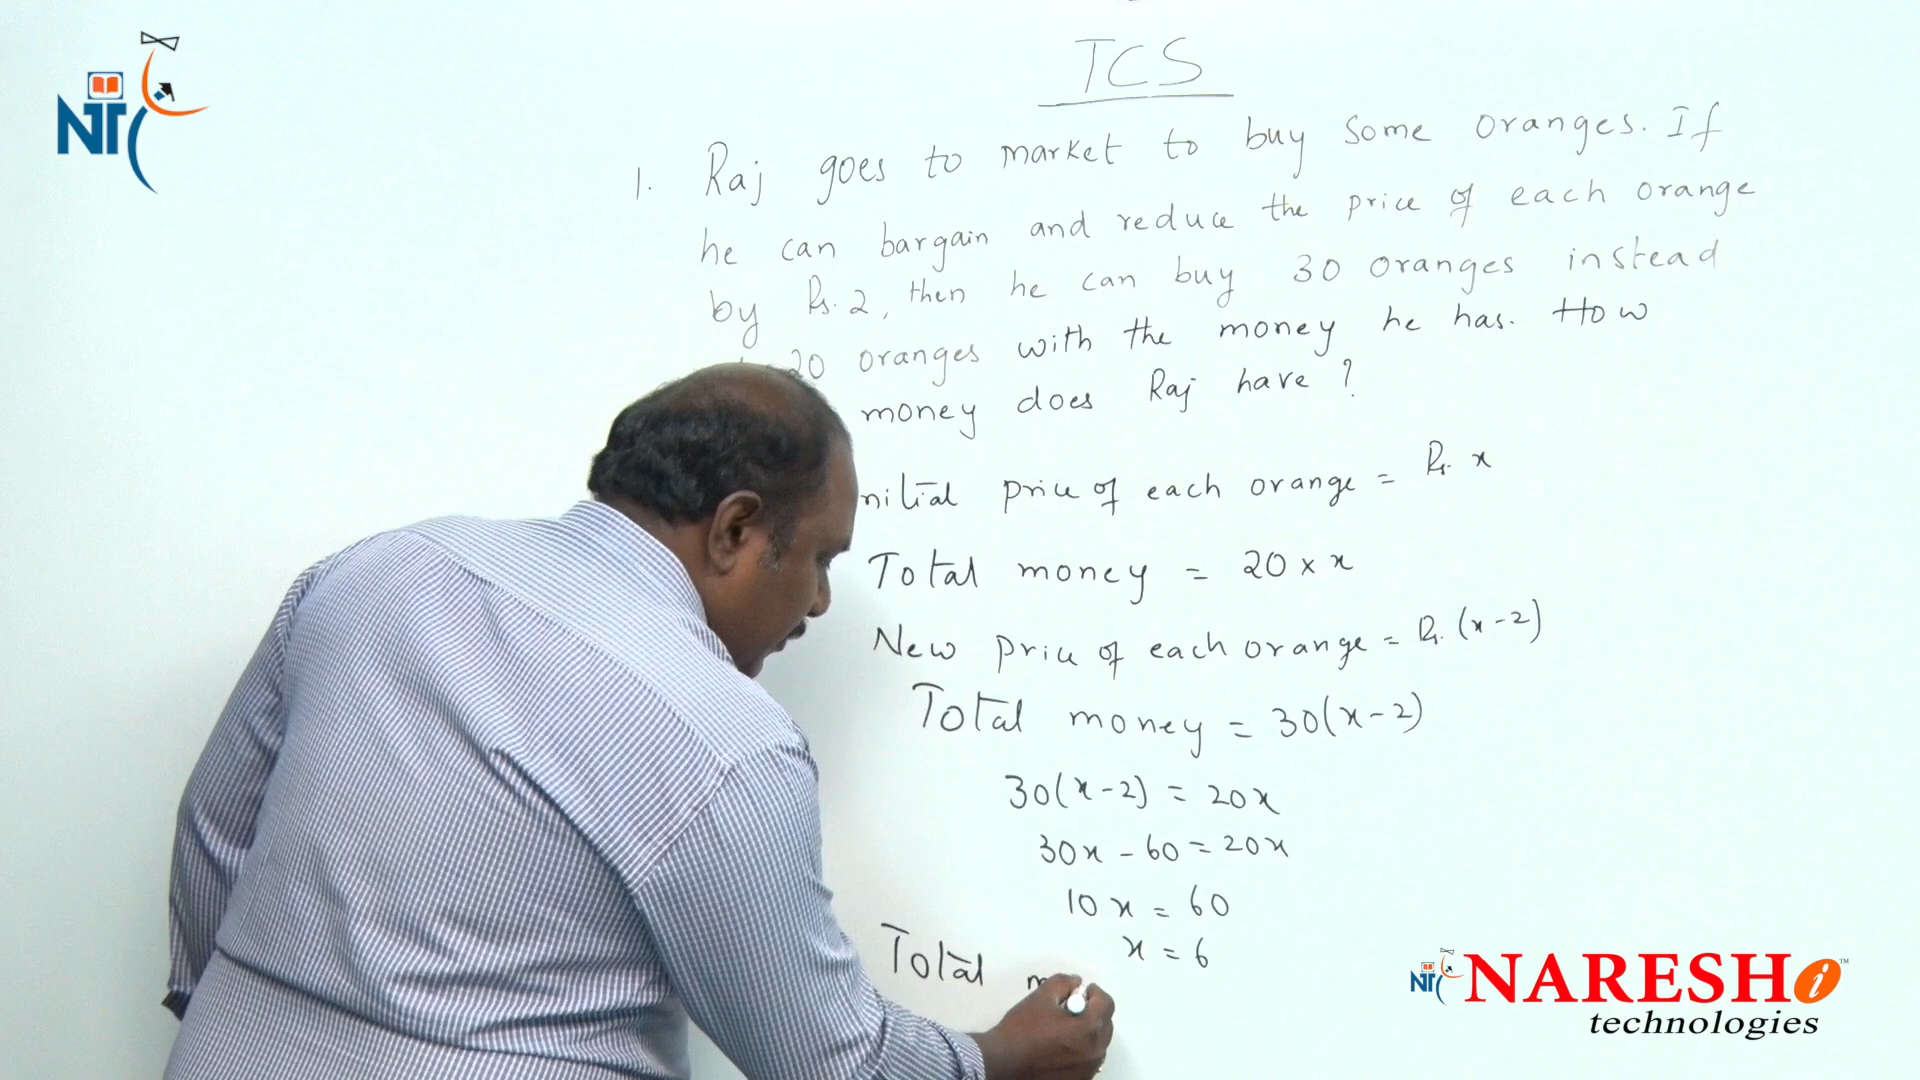 NT
TCS
1. Raj goes to market to buy some oranges. If
he can bargain and reduce the price of each orange
by Rs. 2, then he can buy 30 oranges instead
20 oranges with the money he has. How
money does Raj have ?
nitial price of each orange = Rs. x
Total money = 20 × x
New price of each orange = Rs. (x - 2)
Total money = 30(x - 2)
30(x - 2) = 20x
30x - 60 = 20x
10x = 60
x = 6
Total
NT NARESH i ™
technologies